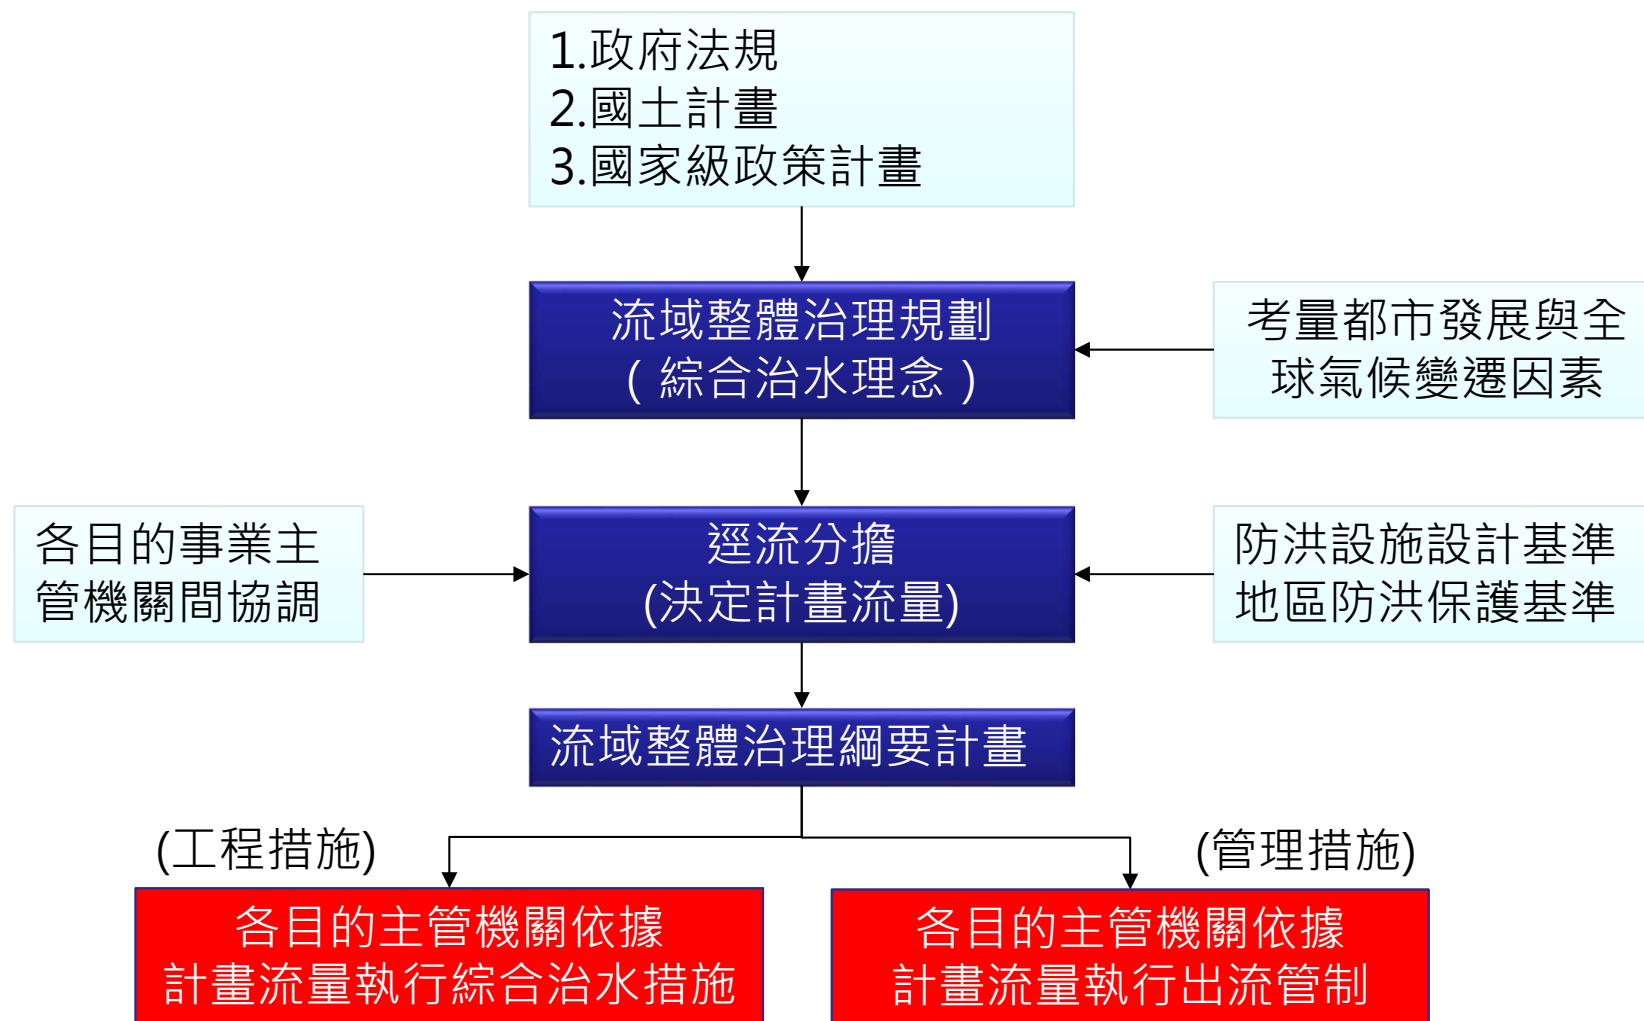 1.政府法規
2.國土計畫
3.國家級政策計畫
流域整體治理規劃
( 綜合治水理念 )
考量都市發展與全
球氣候變遷因素
各目的事業主
管機關間協調
逕流分擔
(決定計畫流量)
防洪設施設計基準
地區防洪保護基準
流域整體治理綱要計畫
(工程措施)
(管理措施)
各目的主管機關依據
計畫流量執行綜合治水措施
各目的主管機關依據
計畫流量執行出流管制